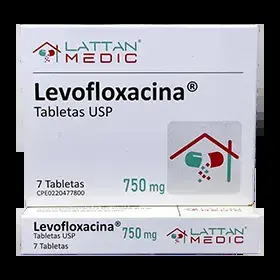 LATTAN®
MEDIC
Levofloxacina®
Tabletas USP
7 Tabletas
CPE0220477800
750 mg
Levofloxacina®
750 mg
Tabletas USP
7 Tabletas
LATTAN®
MEDIC